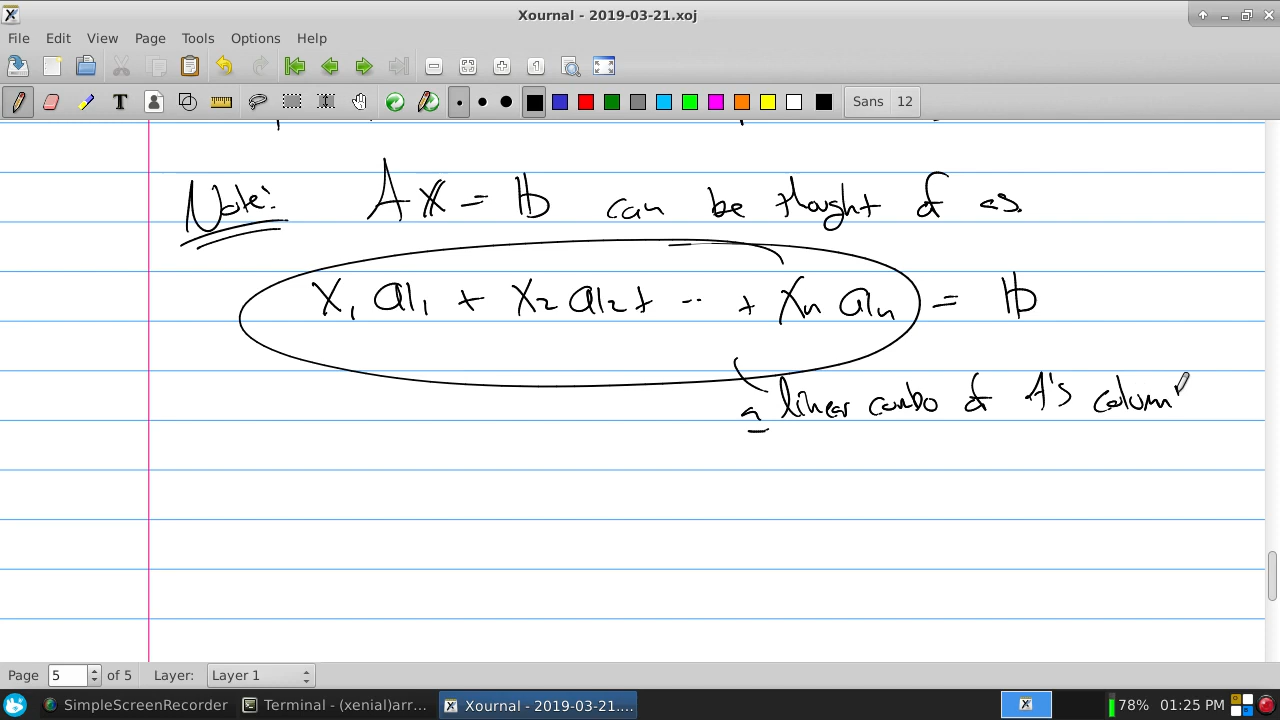 Xournal - 2019-03-21.xoj
File Edit View Page Tools Options Help
Sans 12
Note: Ax = b can be thought of as
x₁ a₁ + x₂ a₂ + ... + xₙ aₙ = b
a linear combo of A's column
Page 5 of 5 Layer: Layer 1
SimpleScreenRecorder Terminal - (xenial)arr... Xournal - 2019-03-21.... 78% 01:25 PM